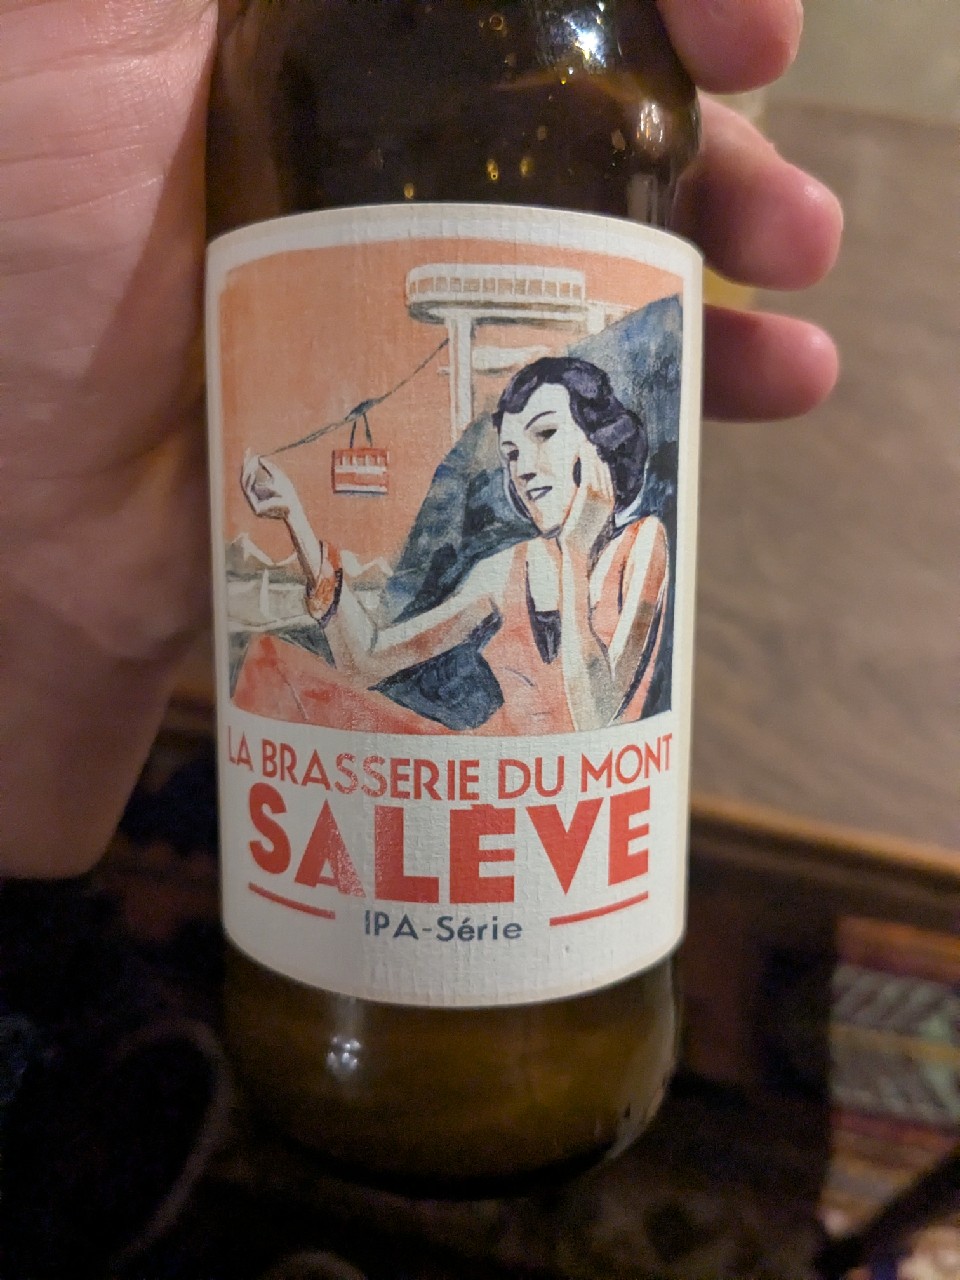 LA BRASSERIE DU MONT
SALÈVE
IPA-Série